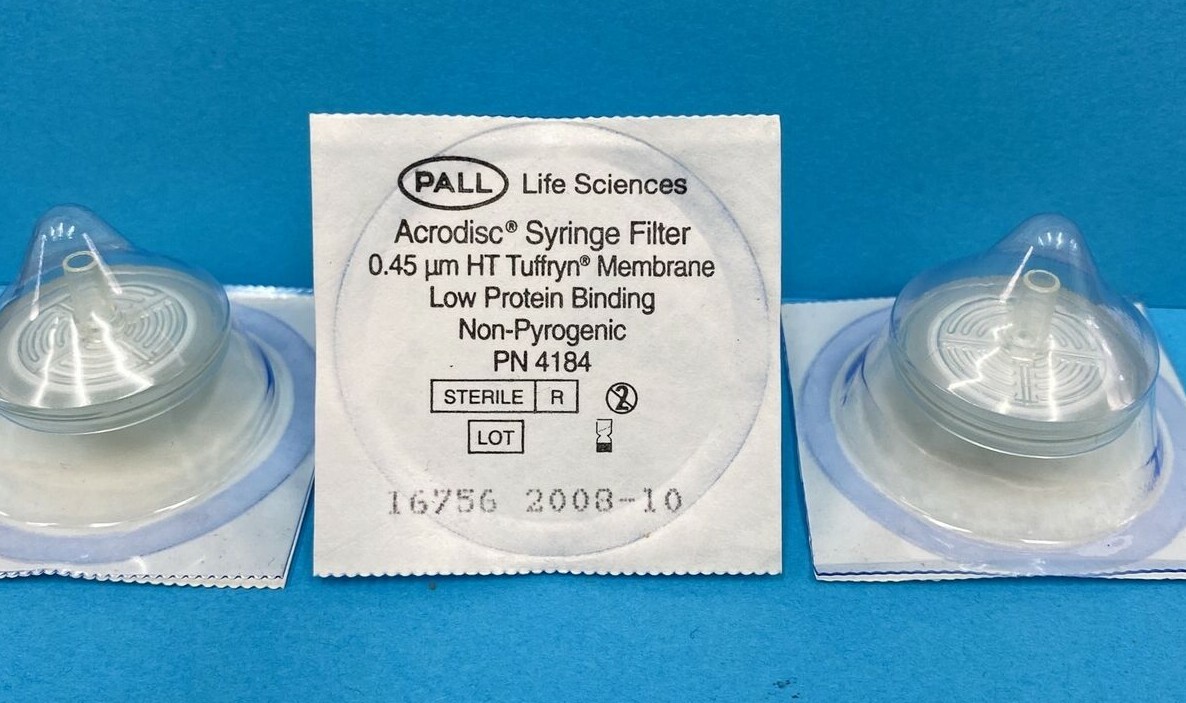 PALL Life Sciences
Acrodisc® Syringe Filter
0.45 µm HT Tuffryn® Membrane
Low Protein Binding
Non-Pyrogenic
PN 4184
STERILE R 2
LOT
16756 2008-10